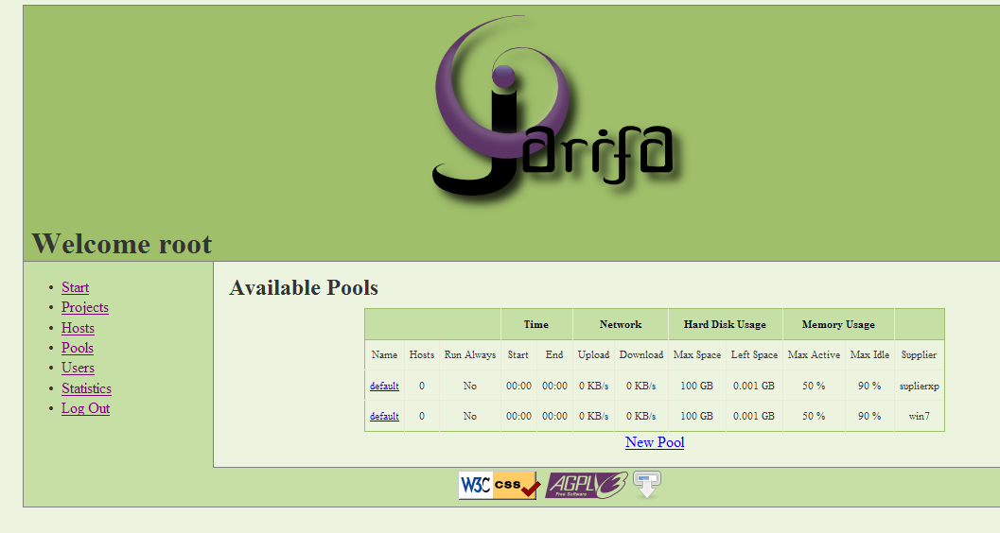 Jarifa
Welcome root
Start
Projects
Hosts
Pools
Users
Statistics
Log Out
Available Pools
Time Network Hard Disk Usage Memory Usage
Name Hosts Run Always Start End Upload Download Max Space Left Space Max Active Max Idle Supplier
default 0 No 00:00 00:00 0 KB/s 0 KB/s 100 GB 0.001 GB 50 % 90 % suplierxp
default 0 No 00:00 00:00 0 KB/s 0 KB/s 100 GB 0.001 GB 50 % 90 % win7
New Pool
W3C css AGPL
Free Software